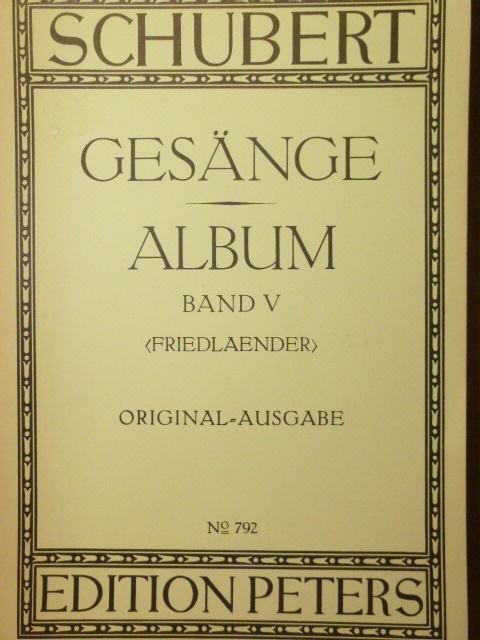 SCHUBERT
GESÄNGE
ALBUM
BAND V
<FRIEDLAENDER>
ORIGINAL=AUSGABE
Nº 792
EDITION PETERS